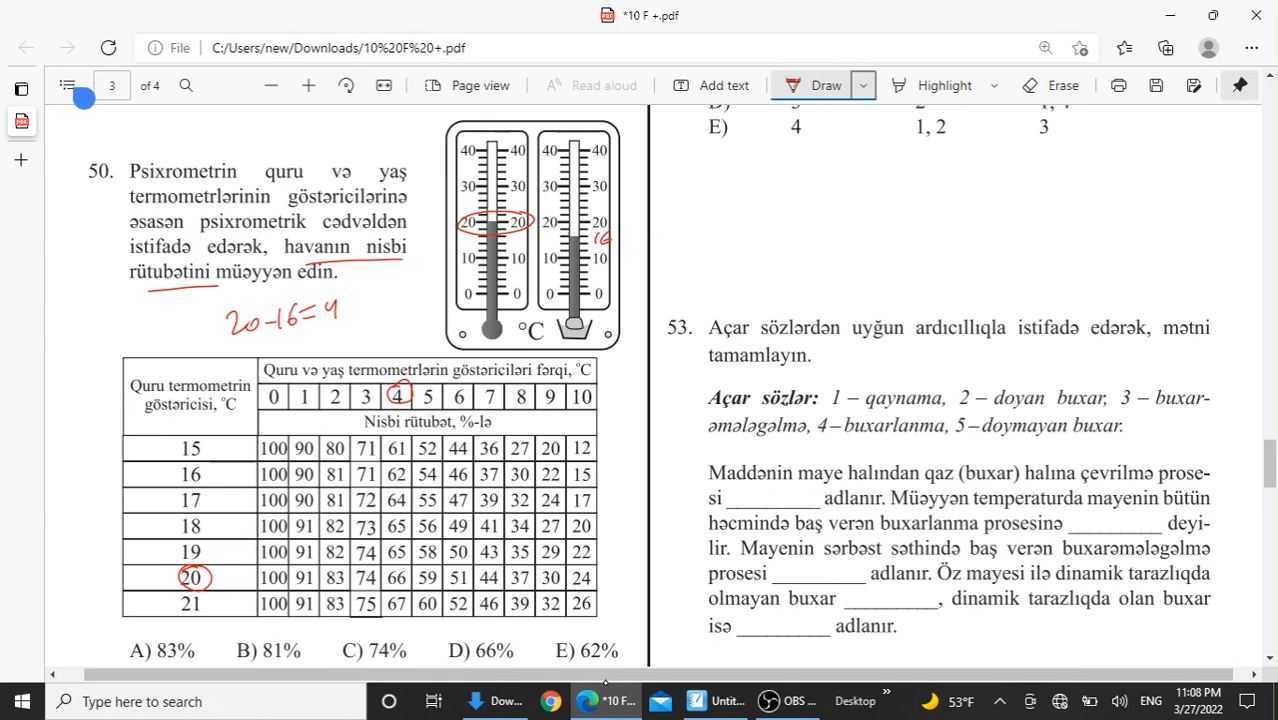 *10 F +.pdf
File C:/Users/new/Downloads/10%20F%20+.pdf
3 of 4 Page view Read aloud Add text Draw Highlight Erase
50. Psixrometrin quru və yaş
termometrlərinin göstəricilərinə
əsasən psixrometrik cədvəldən
istifadə edərək, havanın nisbi
rütubətini müəyyən edin.
20-16=4
40 40 40 40
30 30 30 30
20 20 20 20
16
10 10 10 10
0 0 0 0
°C
Quru termometrin
göstəricisi, °C
Quru və yaş termometrlərin göstəriciləri fərqi, °C
0 1 2 3 4 5 6 7 8 9 10
Nisbi rütubət, %-lə
15 100 90 80 71 61 52 44 36 27 20 12
16 100 90 81 71 62 54 46 37 30 22 15
17 100 90 81 72 64 55 47 39 32 24 17
18 100 91 82 73 65 56 49 41 34 27 20
19 100 91 82 74 65 58 50 43 35 29 22
20 100 91 83 74 66 59 51 44 37 30 24
21 100 91 83 75 67 60 52 46 39 32 26
A) 83% B) 81% C) 74% D) 66% E) 62%
E) 4 1, 2 3
53. Açar sözlərdən uyğun ardıcıllıqla istifadə edərək, mətni
tamamlayın.
Açar sözlər: 1 – qaynama, 2 – doyan buxar, 3 – buxar-
əmələgəlmə, 4 – buxarlanma, 5 – doymayan buxar.
Maddənin maye halından qaz (buxar) halına çevrilmə prose-
si _________ adlanır. Müəyyən temperaturda mayenin bütün
həcmində baş verən buxarlanma prosesinə _________ deyi-
lir. Mayenin sərbəst səthində baş verən buxarəmələgəlmə
prosesi _________ adlanır. Öz mayesi ilə dinamik tarazlıqda
olmayan buxar _________, dinamik tarazlıqda olan buxar
isə _________ adlanır.
Type here to search Dow... *10 F... Untit... OBS ... Desktop 53°F ENG 11:08 PM
3/27/2022